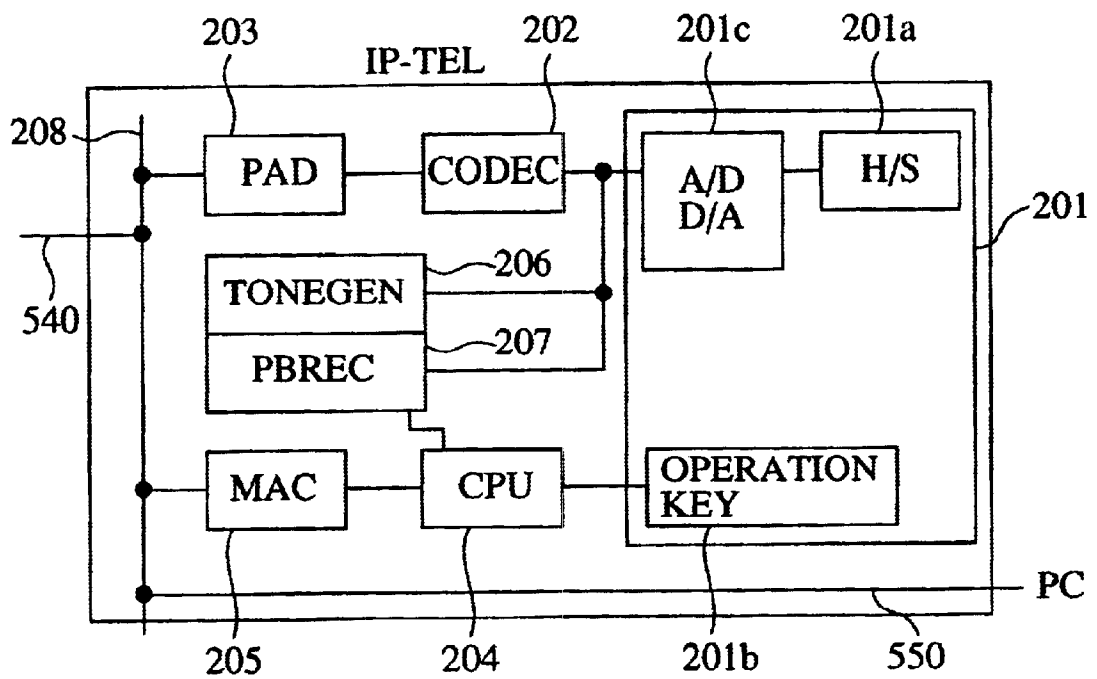 203
202
201c
201a
IP-TEL
208
PAD
CODEC
A/D
D/A
H/S
201
540
TONEGEN
206
PBREC
207
MAC
CPU
OPERATION
KEY
PC
205
204
201b
550